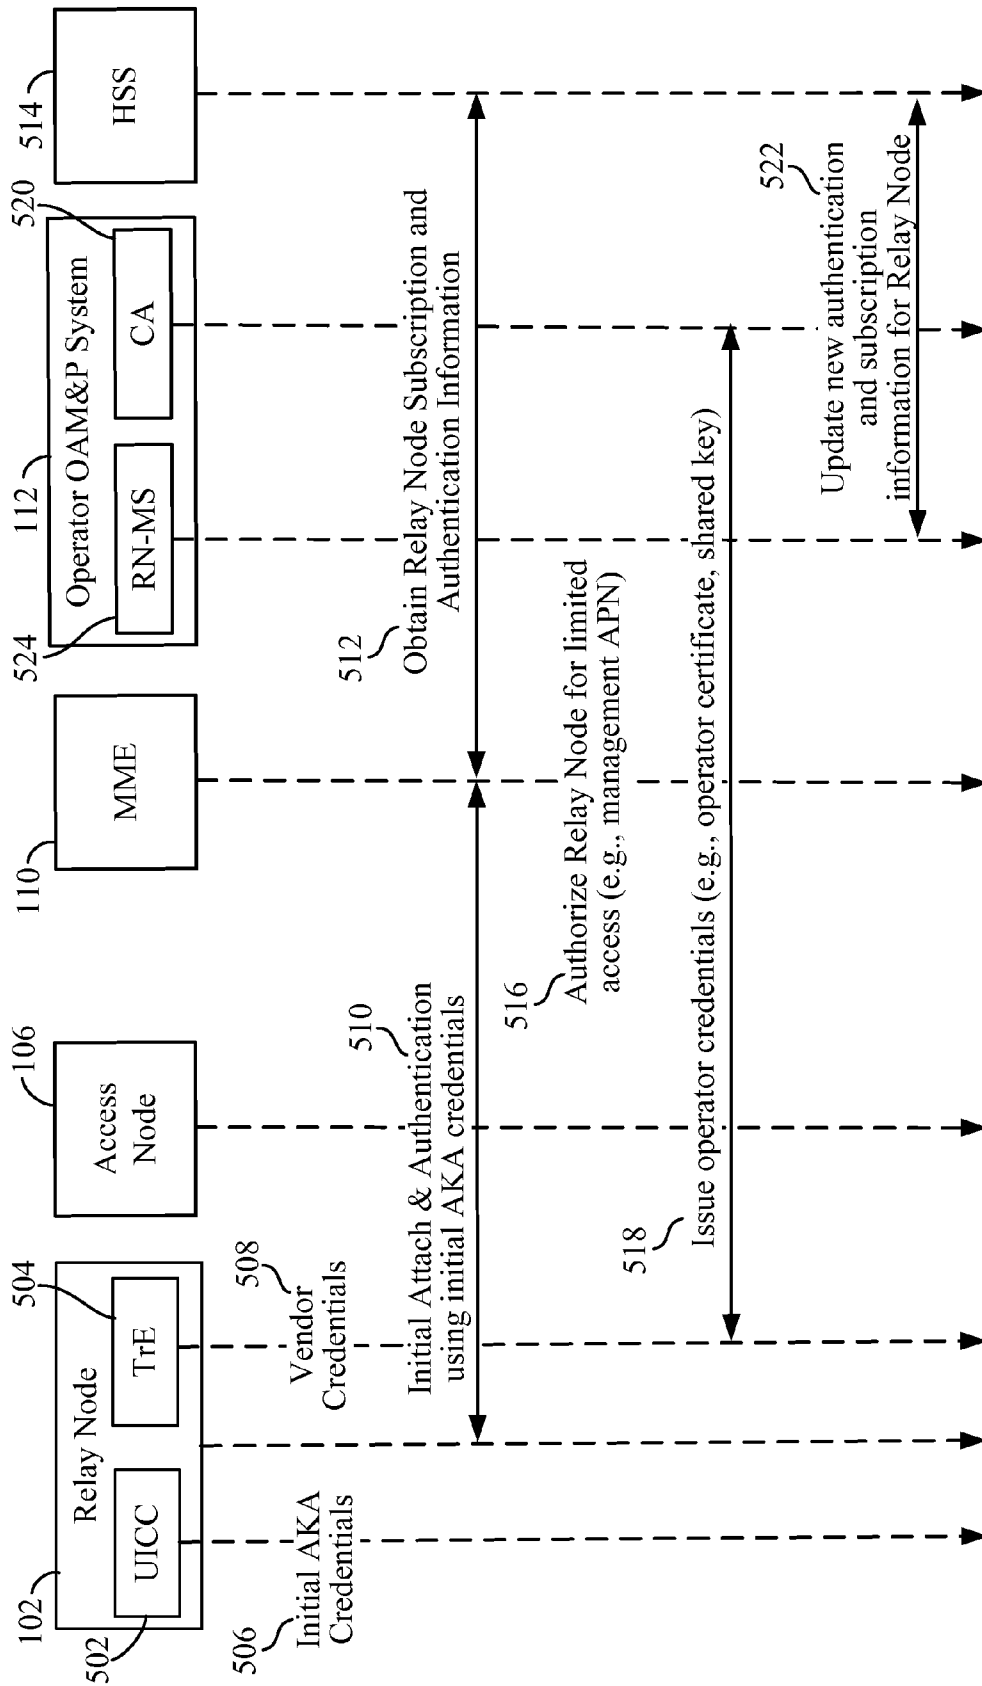 102
Relay Node
502
UICC
504
TrE
106
Access
Node
110
MME
112
Operator OAM&P System
524
RN-MS
520
CA
514
HSS
506
Initial AKA
Credentials
508
Vendor
Credentials
510
Initial Attach & Authentication
using initial AKA credentials
512
Obtain Relay Node Subscription and
Authentication Information
516
Authorize Relay Node for limited
access (e.g., management APN)
518
Issue operator credentials (e.g., operator certificate, shared key)
522
Update new authentication
and subscription
information for Relay Node